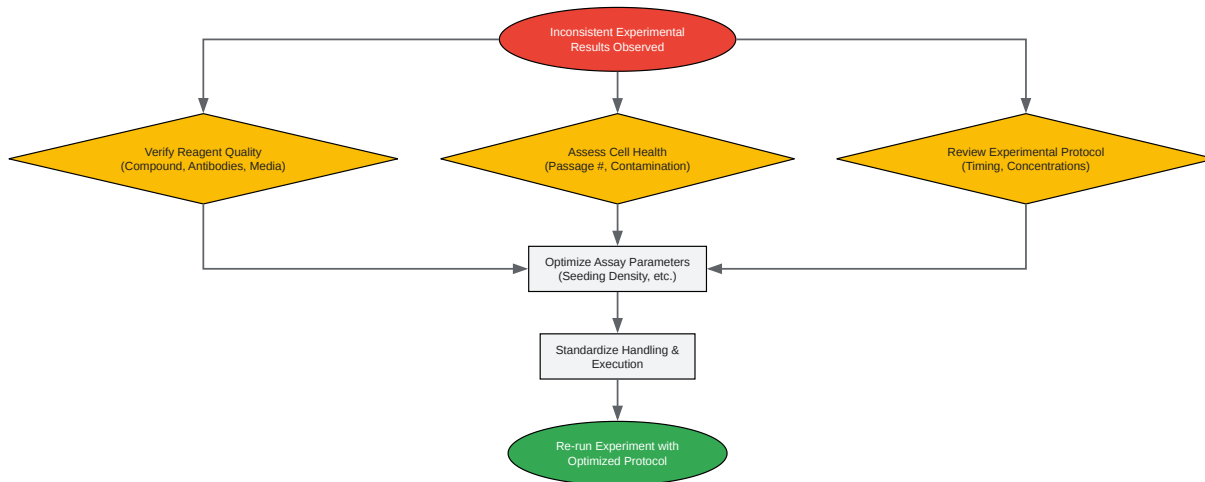 Inconsistent Experimental
Results Observed
Verify Reagent Quality
(Compound, Antibodies, Media)
Assess Cell Health
(Passage #, Contamination)
Review Experimental Protocol
(Timing, Concentrations)
Optimize Assay Parameters
(Seeding Density, etc.)
Standardize Handling &
Execution
Re-run Experiment with
Optimized Protocol